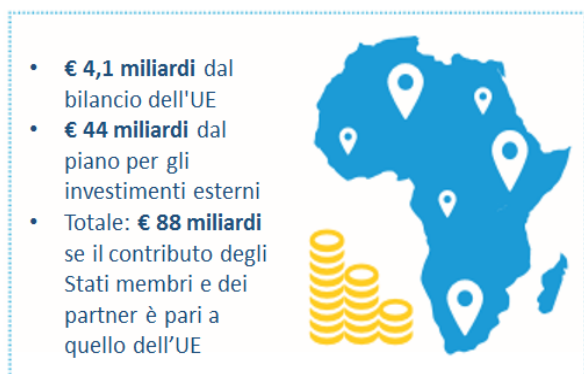 • € 4,1 miliardi dal
bilancio dell'UE
• € 44 miliardi dal
piano per gli
investimenti esterni
• Totale: € 88 miliardi
se il contributo degli
Stati membri e dei
partner è pari a
quello dell’UE